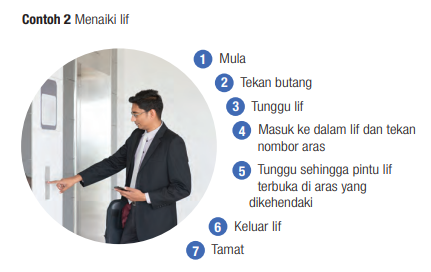 Contoh 2 Menaiki lif
1 Mula
2 Tekan butang
3 Tunggu lif
4 Masuk ke dalam lif dan tekan
nombor aras
5 Tunggu sehingga pintu lif
terbuka di aras yang
dikehendaki
6 Keluar lif
7 Tamat